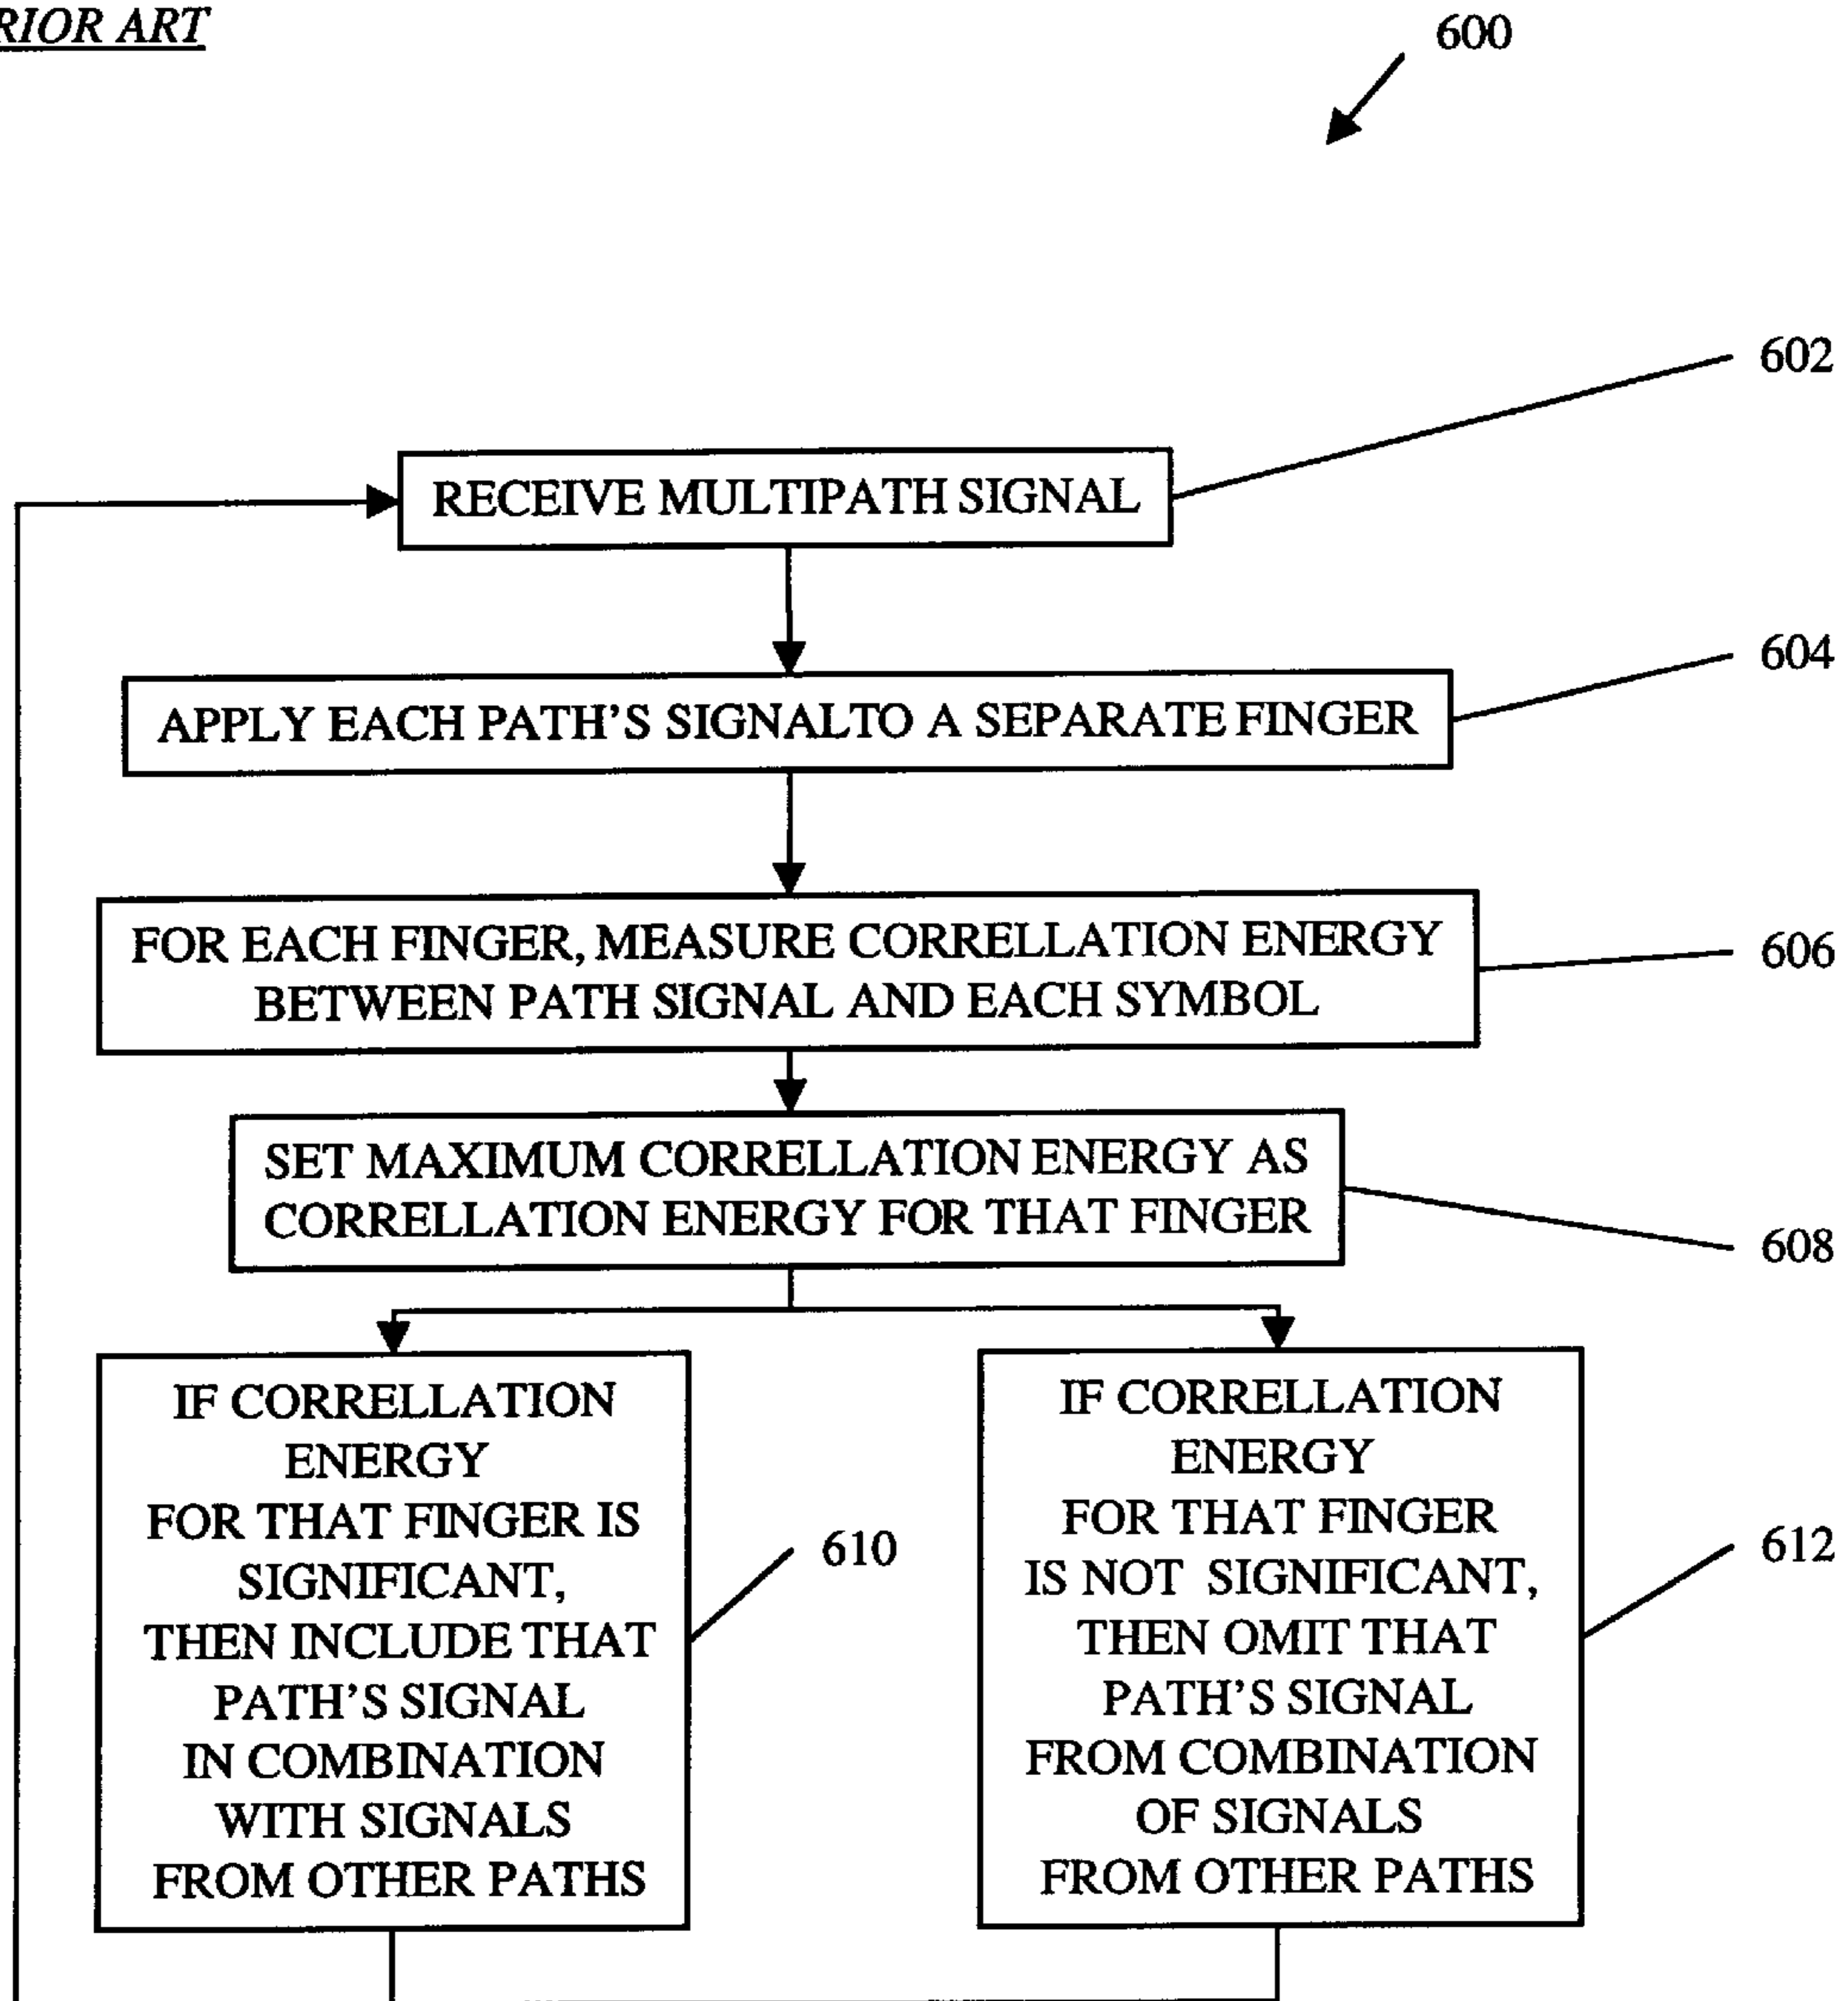 RIOR ART
600
602
RECEIVE MULTIPATH SIGNAL
604
APPLY EACH PATH'S SIGNALTO A SEPARATE FINGER
FOR EACH FINGER, MEASURE CORRELLATION ENERGY
BETWEEN PATH SIGNAL AND EACH SYMBOL
606
SET MAXIMUM CORRELLATION ENERGY AS
CORRELLATION ENERGY FOR THAT FINGER
608
IF CORRELLATION
ENERGY
FOR THAT FINGER IS
SIGNIFICANT,
THEN INCLUDE THAT
PATH'S SIGNAL
IN COMBINATION
WITH SIGNALS
FROM OTHER PATHS
610
IF CORRELLATION
ENERGY
FOR THAT FINGER
IS NOT SIGNIFICANT,
THEN OMIT THAT
PATH'S SIGNAL
FROM COMBINATION
OF SIGNALS
FROM OTHER PATHS
612